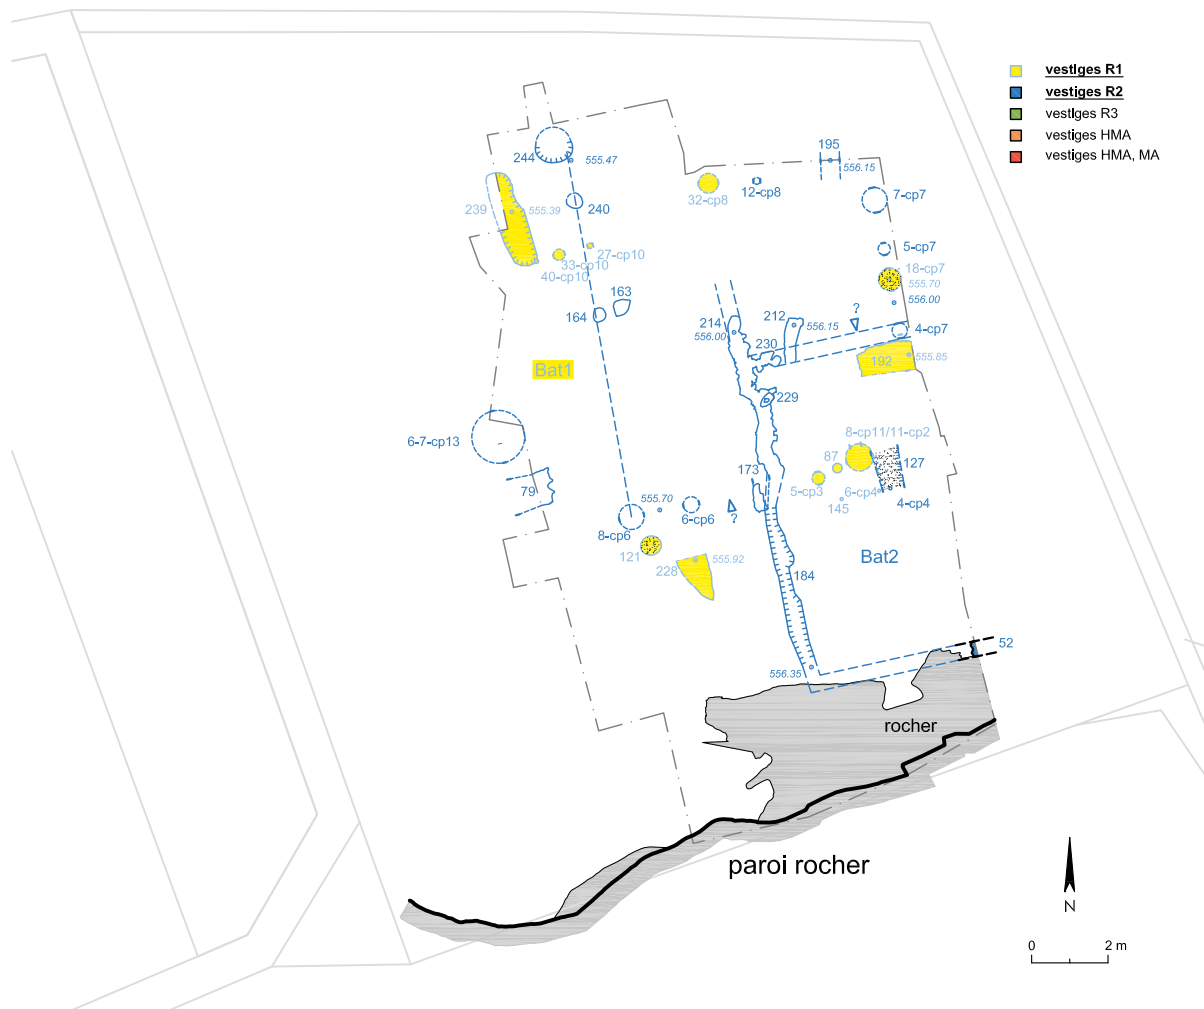 vestiges R1
vestiges R2
vestiges R3
vestiges HMA
vestiges HMA, MA
195
244
555.47
556.15
32-cp8
12-cp8
7-cp7
239
555.39
240
27-cp10
33-cp10
40-cp10
5-cp7
18-cp7
555.70
556.00
163
164
214
556.00
212
556.15
?
4-cp7
230
192
555.85
Bat1
229
6-7-cp13
8-cp11/11-cp2
87
127
173
5-cp3
6-cp4
4-cp4
145
79
555.70
6-cp6
?
8-cp6
121
228
555.92
Bat2
184
52
556.35
rocher
paroi rocher
N
0
2 m